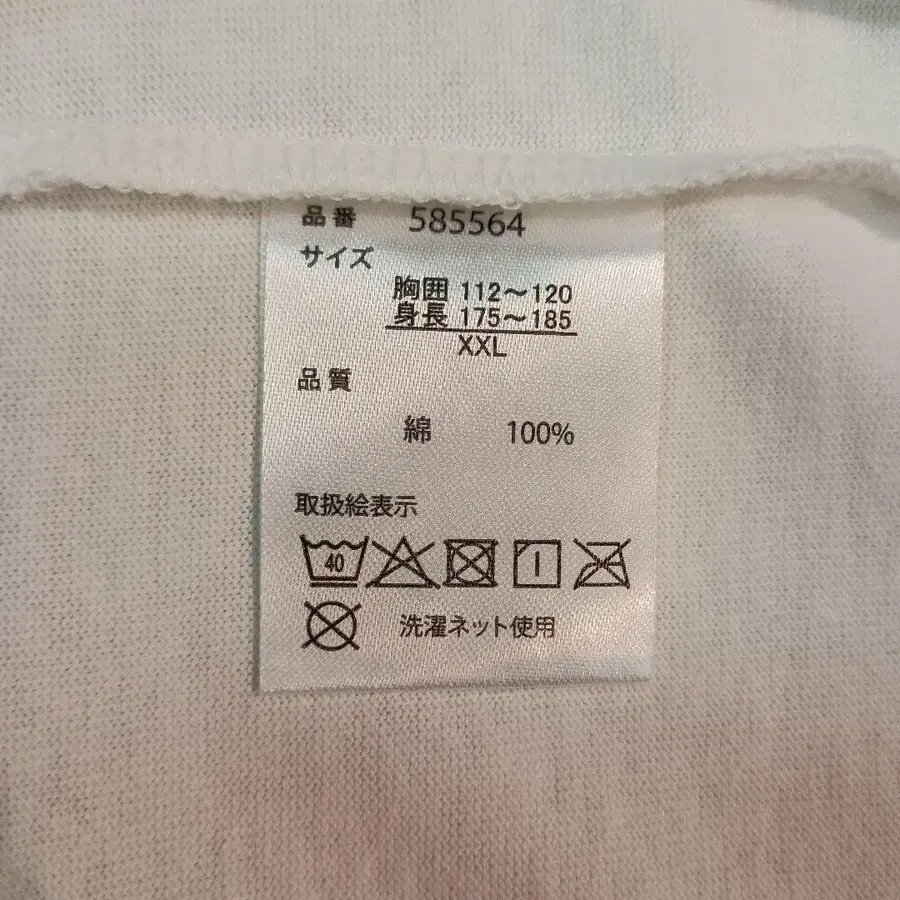 品番 585564
サイズ
胸囲 112～120
身長 175～185
XXL
品質
綿 100%
取扱絵表示
40
洗濯ネット使用